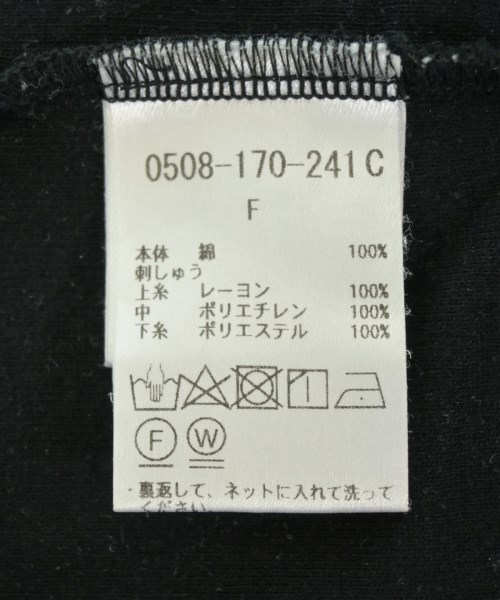 0508-170-241 C
F
本体 綿 100%
刺しゅう
上糸 レーヨン 100%
中 ポリエチレン 100%
下糸 ポリエステル 100%
F W
・裏返して、ネットに入れて洗って
ください。